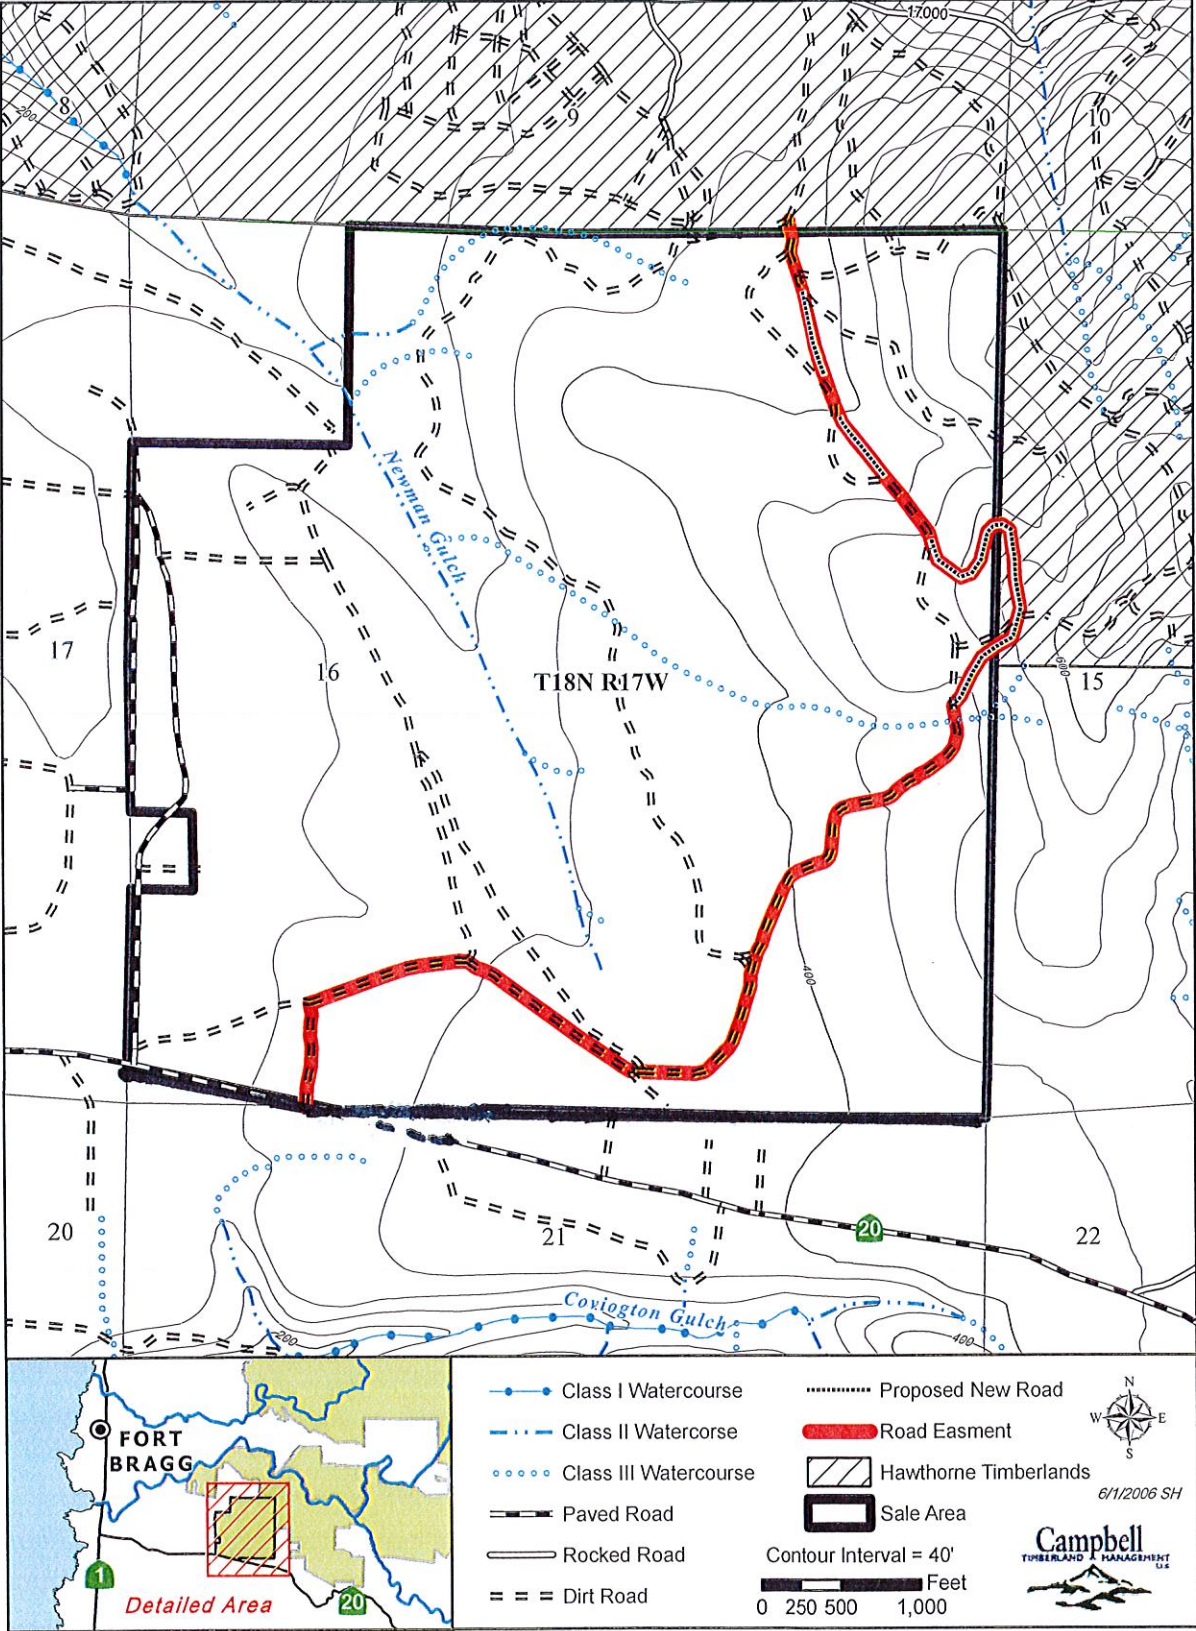 17000
8
9
10
200
Newman Gulch
17
16
T18N R17W
600
15
400
20
21
20
22
Covington Gulch
200
400
FORT
BRAGG
1
20
Detailed Area
Class I Watercourse
Class II Watercorse
Class III Watercourse
Paved Road
Rocked Road
Dirt Road
Proposed New Road
Road Easment
Hawthorne Timberlands
Sale Area
Contour Interval = 40'
Feet
0 250 500 1,000
N
W E
S
6/1/2006 SH
Campbell
TIMBERLAND MANAGEMENT
LLC